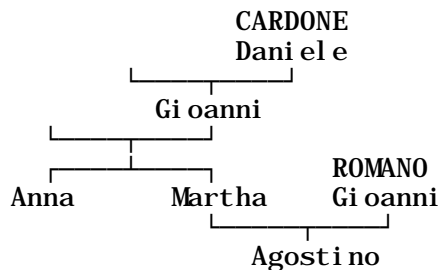 CARDONE
Daniele
Gioanni
ROMANO
Anna Martha Gioanni
Agostino